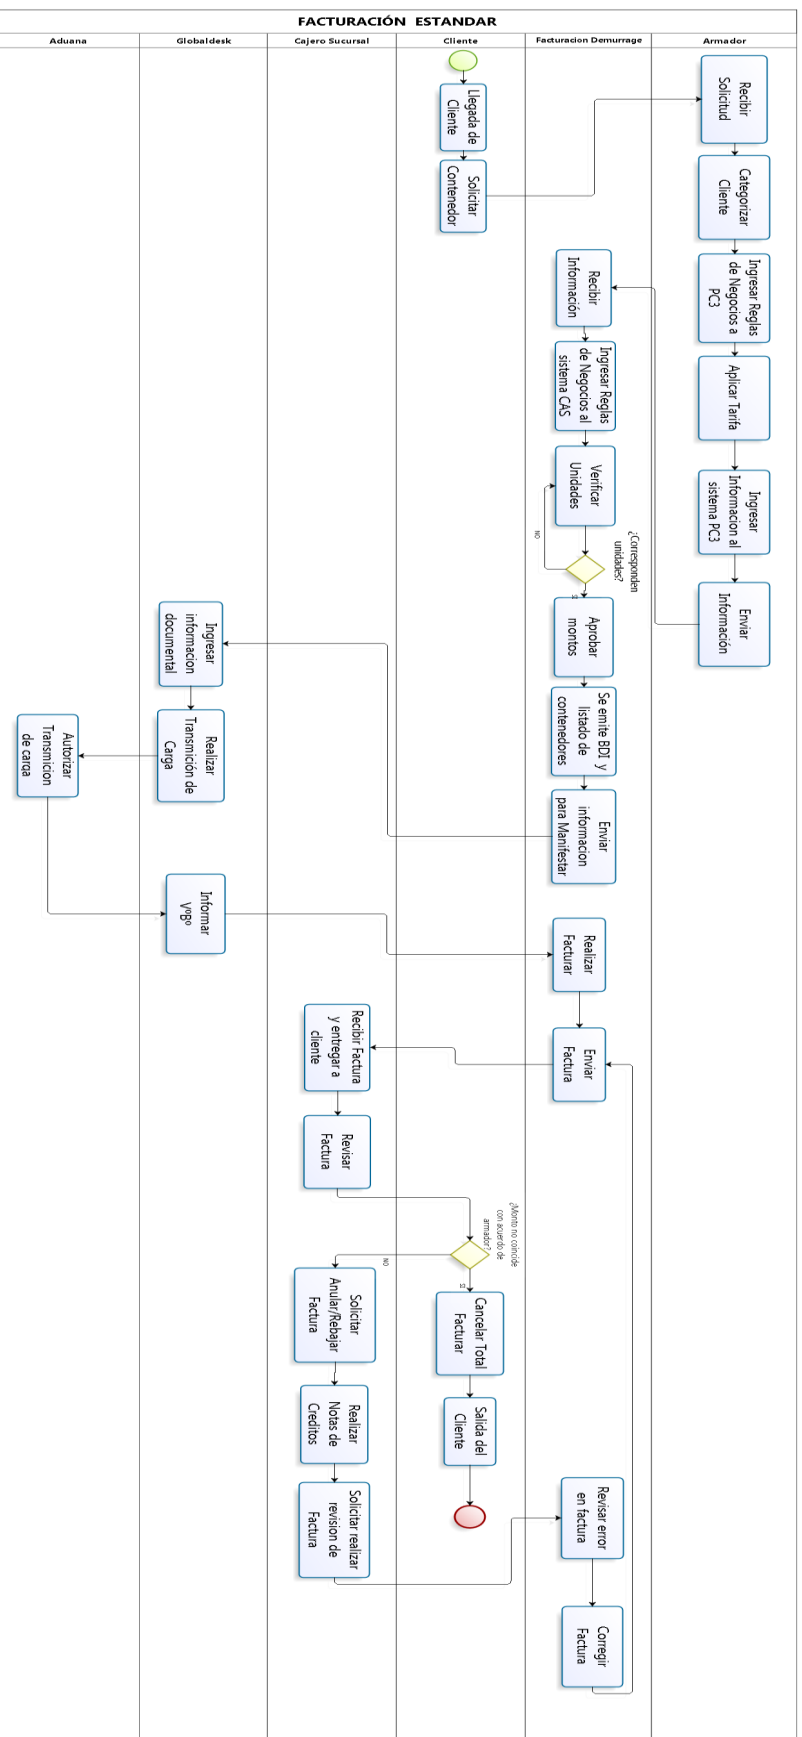 FACTURACIÓN ESTANDAR
Aduana
Globaldesk
Cajero Sucursal
Cliente
Facturacion Demurrage
Armador
Llegada de
Cliente
Solicitar
Contenedor
Recibir
Solicitud
Categorizar
Cliente
Ingresar Reglas
de Negocios a
PC3
Aplicar Tarifa
Ingresar
Informacion al
sistema PC3
Enviar
Información
Recibir
Información
Ingresar Reglas
de Negocios al
sistema CAS
Verificar
Unidades
¿Corresponden
unidades?
NO
SI
Aprobar
montos
Se emite BDI y
listado de
contenedores
Enviar
informacion
para Manifestar
Ingresar
informacion
documental
Realizar
Transmición de
Carga
Autorizar
Transmicion
de carga
Informar
VºBº
Realizar
Facturar
Enviar
Factura
Recibir Factura
y entregar a
cliente
Revisar
Factura
¿Monto no coincide
con acuerdo de
armador?
NO
SI
Cancelar Total
Facturar
Salida del
Cliente
Solicitar
Anular/Rebajar
Factura
Realizar
Notas de
Creditos
Solicitar realizar
revision de
Factura
Revisar error
en factura
Corregir
Factura